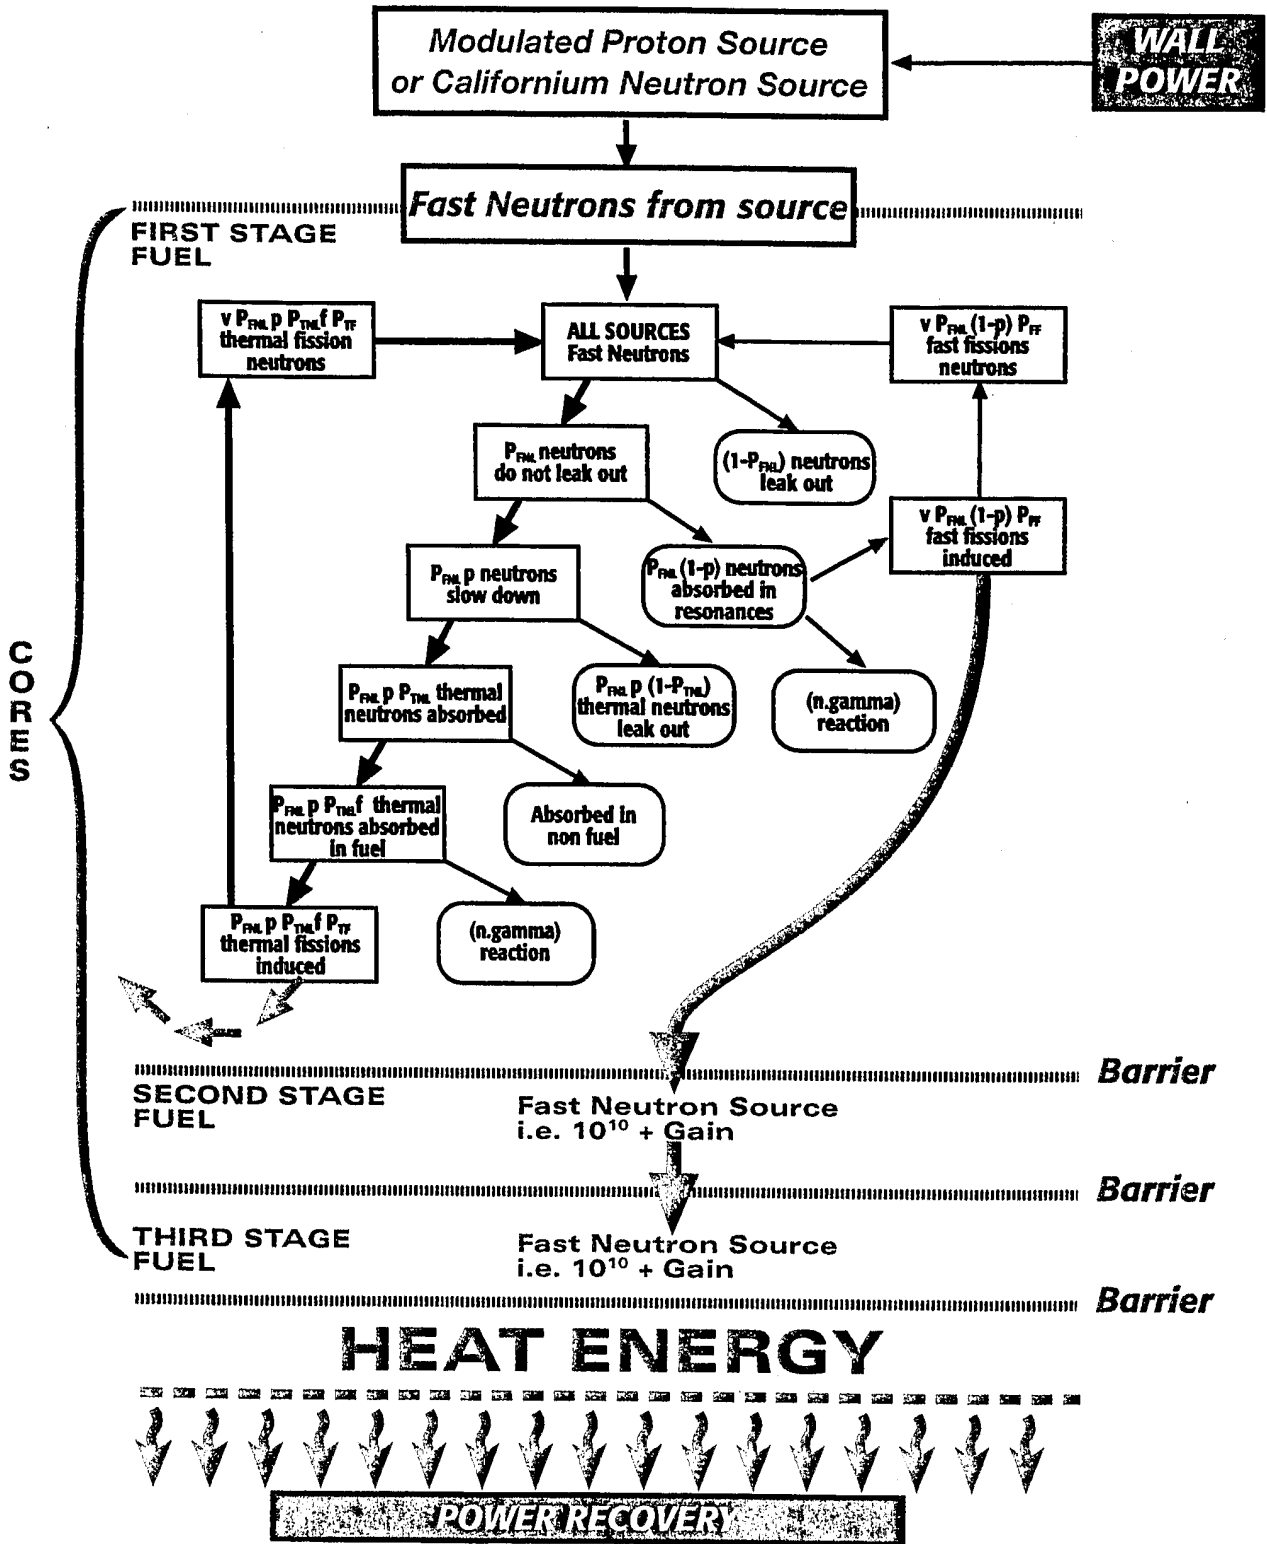 Modulated Proton Source
or Californium Neutron Source
WALL
POWER
Fast Neutrons from source
FIRST STAGE
FUEL
v P_FNL p P_TNL f P_TF
thermal fission
neutrons
ALL SOURCES
Fast Neutrons
v P_FNL (1-p) P_FF
fast fissions
neutrons
P_FNL neutrons
do not leak out
(1-P_FNL) neutrons
leak out
v P_FNL (1-p) P_FF
fast fissions
induced
P_FNL p neutrons
slow down
P_FNL (1-p) neutrons
absorbed in
resonances
CORES
P_FNL p P_TNL thermal
neutrons absorbed
P_FNL p (1-P_TNL)
thermal neutrons
leak out
(n.gamma)
reaction
P_FNL p P_TNL f thermal
neutrons absorbed
in fuel
Absorbed in
non fuel
P_FNL p P_TNL f P_TF
thermal fissions
induced
(n.gamma)
reaction
Barrier
SECOND STAGE
FUEL
Fast Neutron Source
i.e. 10¹⁰ + Gain
Barrier
THIRD STAGE
FUEL
Fast Neutron Source
i.e. 10¹⁰ + Gain
Barrier
HEAT ENERGY
POWER RECOVERY